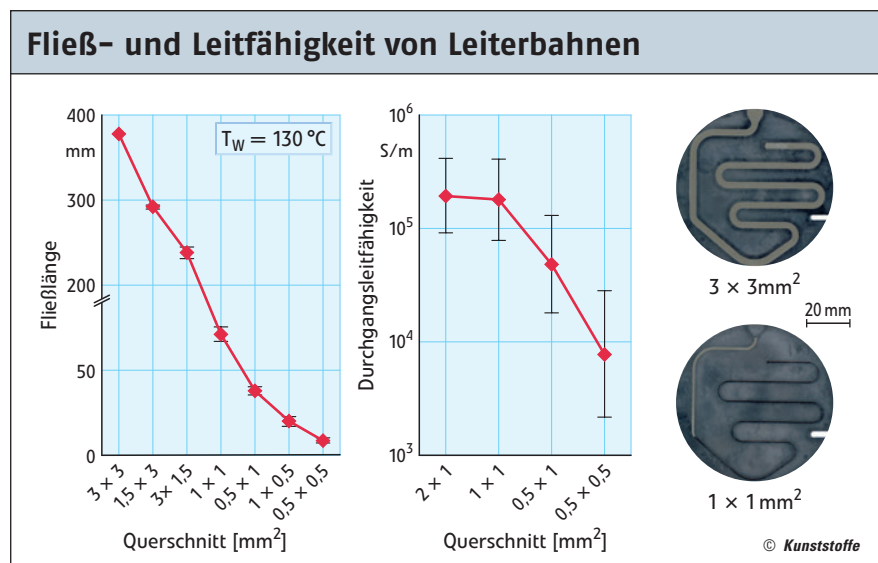 Fließ- und Leitfähigkeit von Leiterbahnen
400
mm
300
200
50
0
Fließlänge
T_W = 130 °C
3 × 3
1,5 × 3
3× 1,5
1 × 1
0,5 × 1
1 × 0,5
0,5 × 0,5
Querschnitt [mm²]
10⁶
S/m
10⁵
10⁴
10³
Durchgangsleitfähigkeit
2 × 1
1 × 1
0,5 × 1
0,5 × 0,5
Querschnitt [mm²]
3 × 3mm²
20 mm
1 × 1mm²
© Kunststoffe